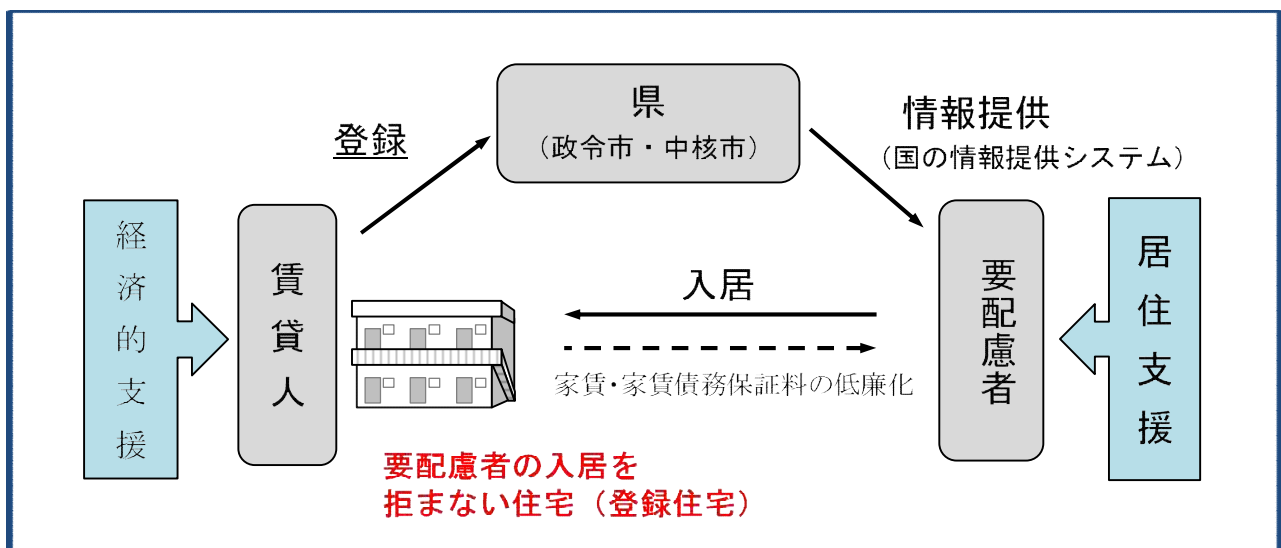 県
（政令市・中核市）
登録
情報提供
（国の情報提供システム）
経済的支援
賃貸人
入居
家賃・家賃債務保証料の低廉化
要配慮者
居住支援
要配慮者の入居を
拒まない住宅（登録住宅）